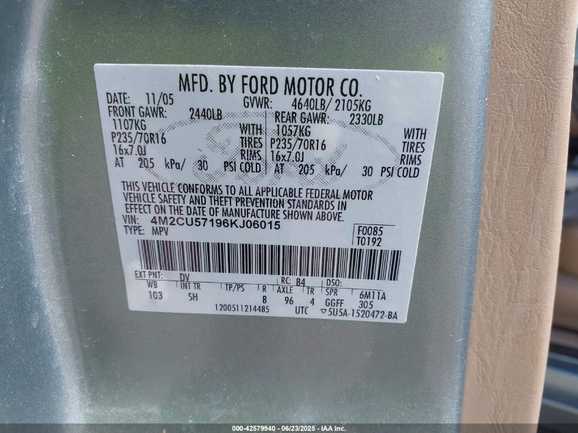 MFD. BY FORD MOTOR CO.
DATE: 11/05 GVWR: 4640LB/ 2105KG
FRONT GAWR: 2440LB REAR GAWR: 2330LB
1107KG WITH 1057KG WITH
P235/70R16 TIRES P235/70R16 TIRES
16x7.0J RIMS 16x7.0J RIMS
AT 205 kPa/ 30 PSI COLD AT 205 kPa/ 30 PSI COLD
THIS VEHICLE CONFORMS TO ALL APPLICABLE FEDERAL MOTOR
VEHICLE SAFETY AND THEFT PREVENTION STANDARDS IN
EFFECT ON THE DATE OF MANUFACTURE SHOWN ABOVE.
VIN: 4M2CU57196KJ06015 F0085
TYPE: MPV T0192
EXT PNT: DV RC: B4 DSO:
WB INT TR TP/PS R AXLE TR SPR 6M11A
103 5H 8 96 4 GGFF 305
1200511214485 UTC ▽5U5A-1520472-BA
000-42579940 - 06/23/2025 - IAA Inc.